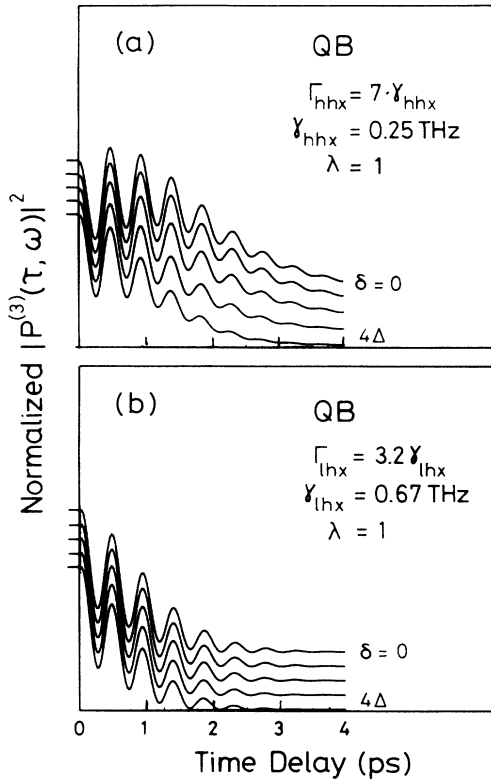 (a)
QB
Γhhx = 7·γhhx
γhhx = 0.25 THz
λ = 1
δ = 0
4Δ
(b)
QB
Γlhx = 3.2 γlhx
γlhx = 0.67 THz
λ = 1
δ = 0
4Δ
Normalized |P(3)(τ, ω)|2
0 1 2 3 4
Time Delay (ps)